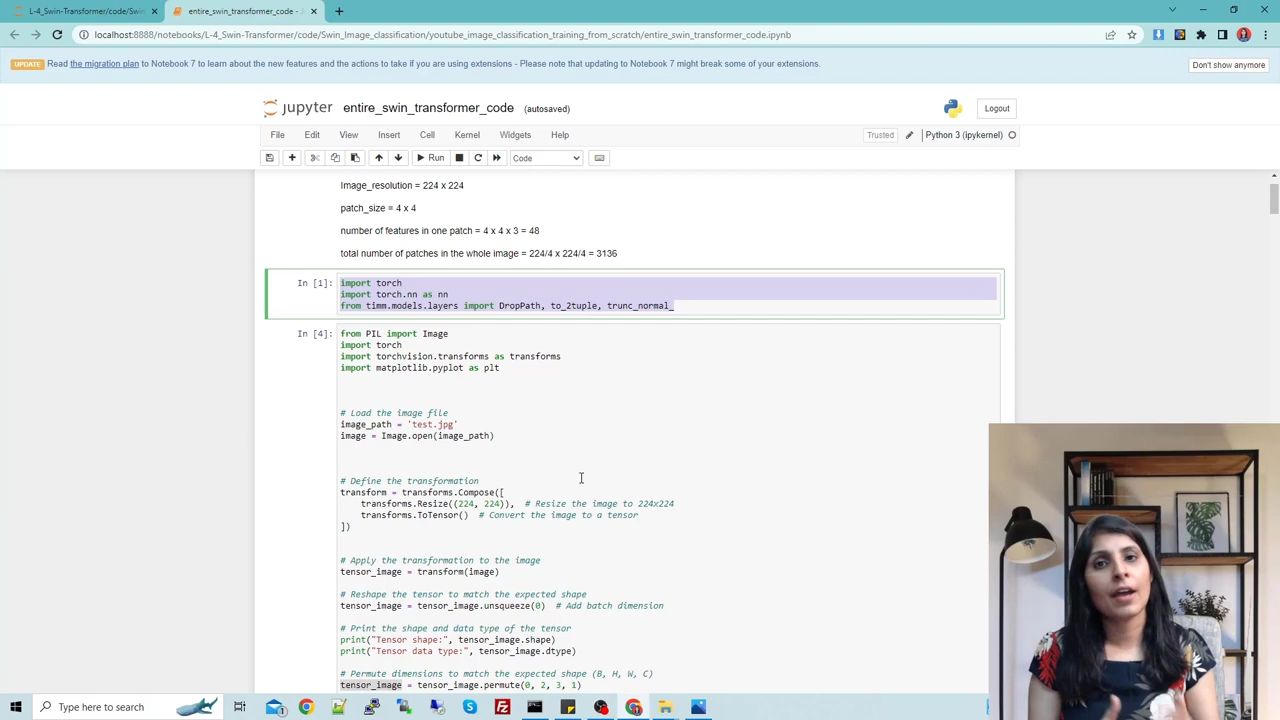 L-4_Swin-Transformer/code/Swin
entire_swin_transformer_code -
localhost:8888/notebooks/L-4_Swin-Transformer/code/Swin_Image_classification/youtube_image_classification_training_from_scratch/entire_swin_transformer_code.ipynb
UPDATE Read the migration plan to Notebook 7 to learn about the new features and the actions to take if you are using extensions - Please note that updating to Notebook 7 might break some of your extensions.
Don't show anymore
jupyter entire_swin_transformer_code (autosaved)
Logout
File Edit View Insert Cell Kernel Widgets Help
Trusted Python 3 (ipykernel)
Run Code
Image_resolution = 224 x 224
patch_size = 4 x 4
number of features in one patch = 4 x 4 x 3 = 48
total number of patches in the whole image = 224/4 x 224/4 = 3136
In [1]: import torch
import torch.nn as nn
from timm.models.layers import DropPath, to_2tuple, trunc_normal_
In [4]: from PIL import Image
import torch
import torchvision.transforms as transforms
import matplotlib.pyplot as plt
# Load the image file
image_path = 'test.jpg'
image = Image.open(image_path)
# Define the transformation
transform = transforms.Compose([
transforms.Resize((224, 224)), # Resize the image to 224x224
transforms.ToTensor() # Convert the image to a tensor
])
# Apply the transformation to the image
tensor_image = transform(image)
# Reshape the tensor to match the expected shape
tensor_image = tensor_image.unsqueeze(0) # Add batch dimension
# Print the shape and data type of the tensor
print("Tensor shape:", tensor_image.shape)
print("Tensor data type:", tensor_image.dtype)
# Permute dimensions to match the expected shape (B, H, W, C)
tensor_image = tensor_image.permute(0, 2, 3, 1)
Type here to search